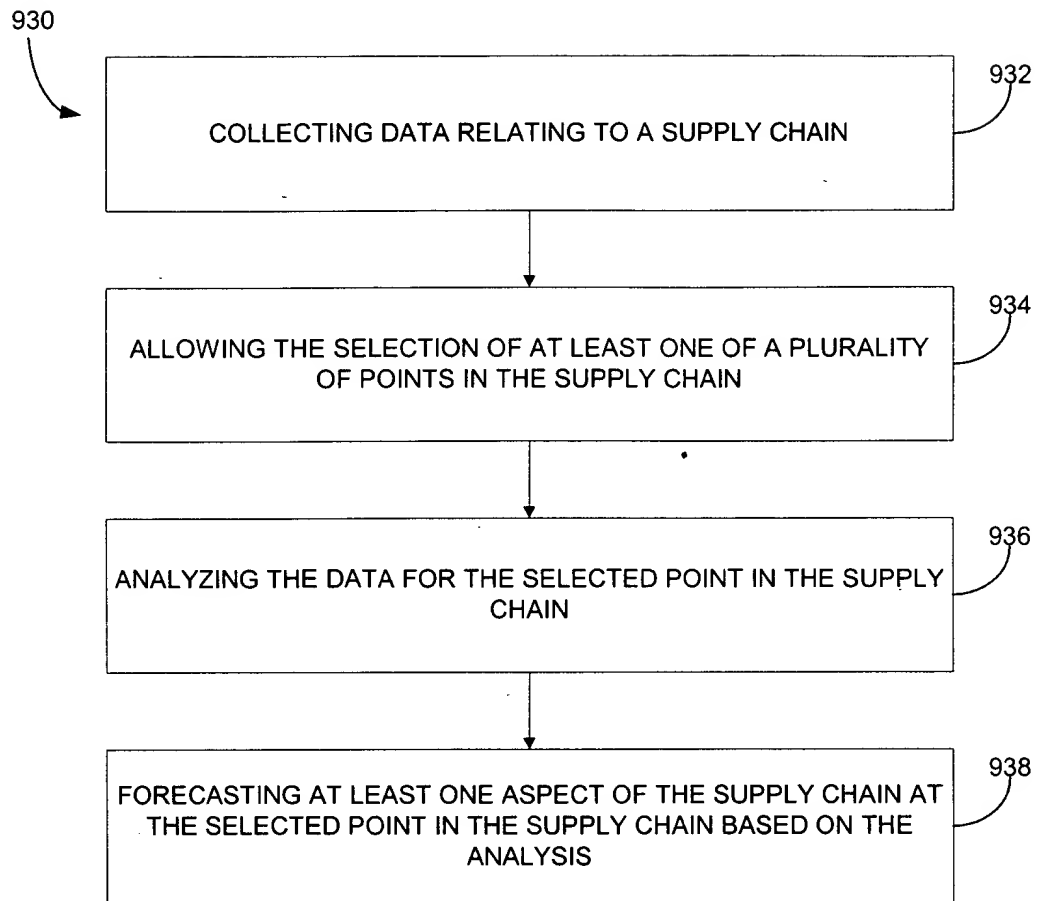 930
932
COLLECTING DATA RELATING TO A SUPPLY CHAIN
934
ALLOWING THE SELECTION OF AT LEAST ONE OF A PLURALITY
OF POINTS IN THE SUPPLY CHAIN
936
ANALYZING THE DATA FOR THE SELECTED POINT IN THE SUPPLY
CHAIN
938
FORECASTING AT LEAST ONE ASPECT OF THE SUPPLY CHAIN AT
THE SELECTED POINT IN THE SUPPLY CHAIN BASED ON THE
ANALYSIS